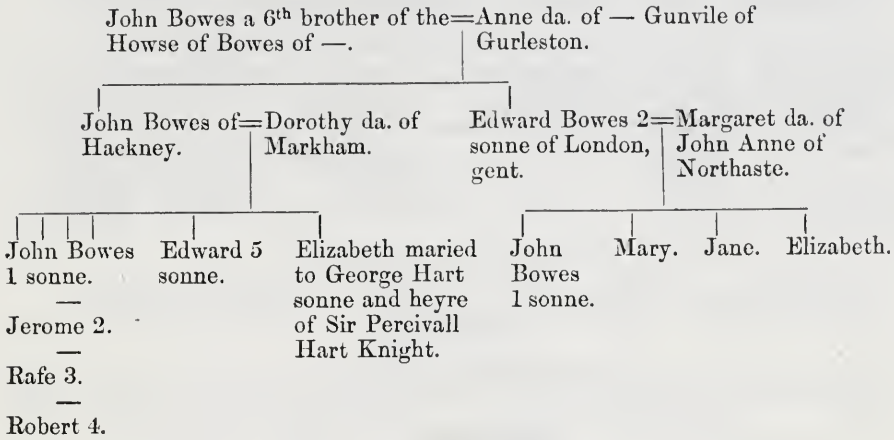 John Bowes a 6th brother of the=Anne da. of — Gunvile of
Howse of Bowes of —. Gurleston.
John Bowes of=Dorothy da. of
Hackney. Markham.
Edward Bowes 2=Margaret da. of
sonne of London, John Anne of
gent. Northaste.
John Bowes
1 sonne.
—
Jerome 2.
—
Rafe 3.
—
Robert 4.
Edward 5
sonne.
Elizabeth maried
to George Hart
sonne and heyre
of Sir Percivall
Hart Knight.
John
Bowes
1 sonne.
Mary.
Jane.
Elizabeth.